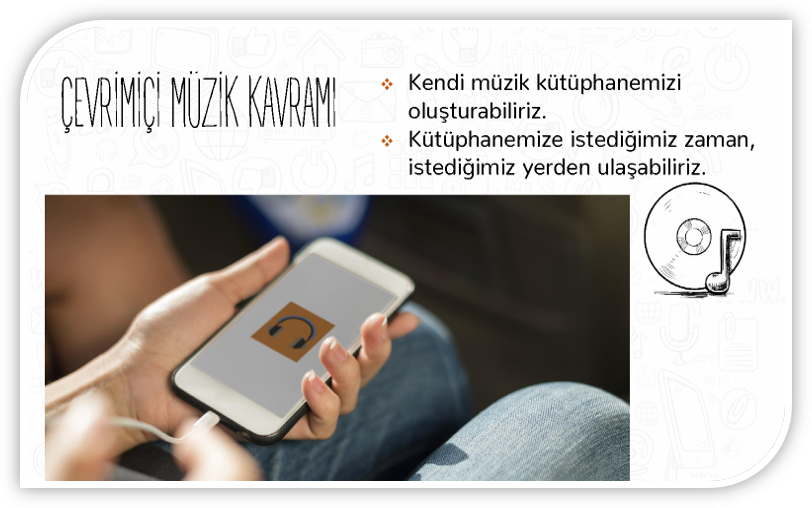 ÇEVRİMİÇİ MÜZİK KAVRAMI
Kendi müzik kütüphanemizi
oluşturabiliriz.
Kütüphanemize istediğimiz zaman,
istediğimiz yerden ulaşabiliriz.